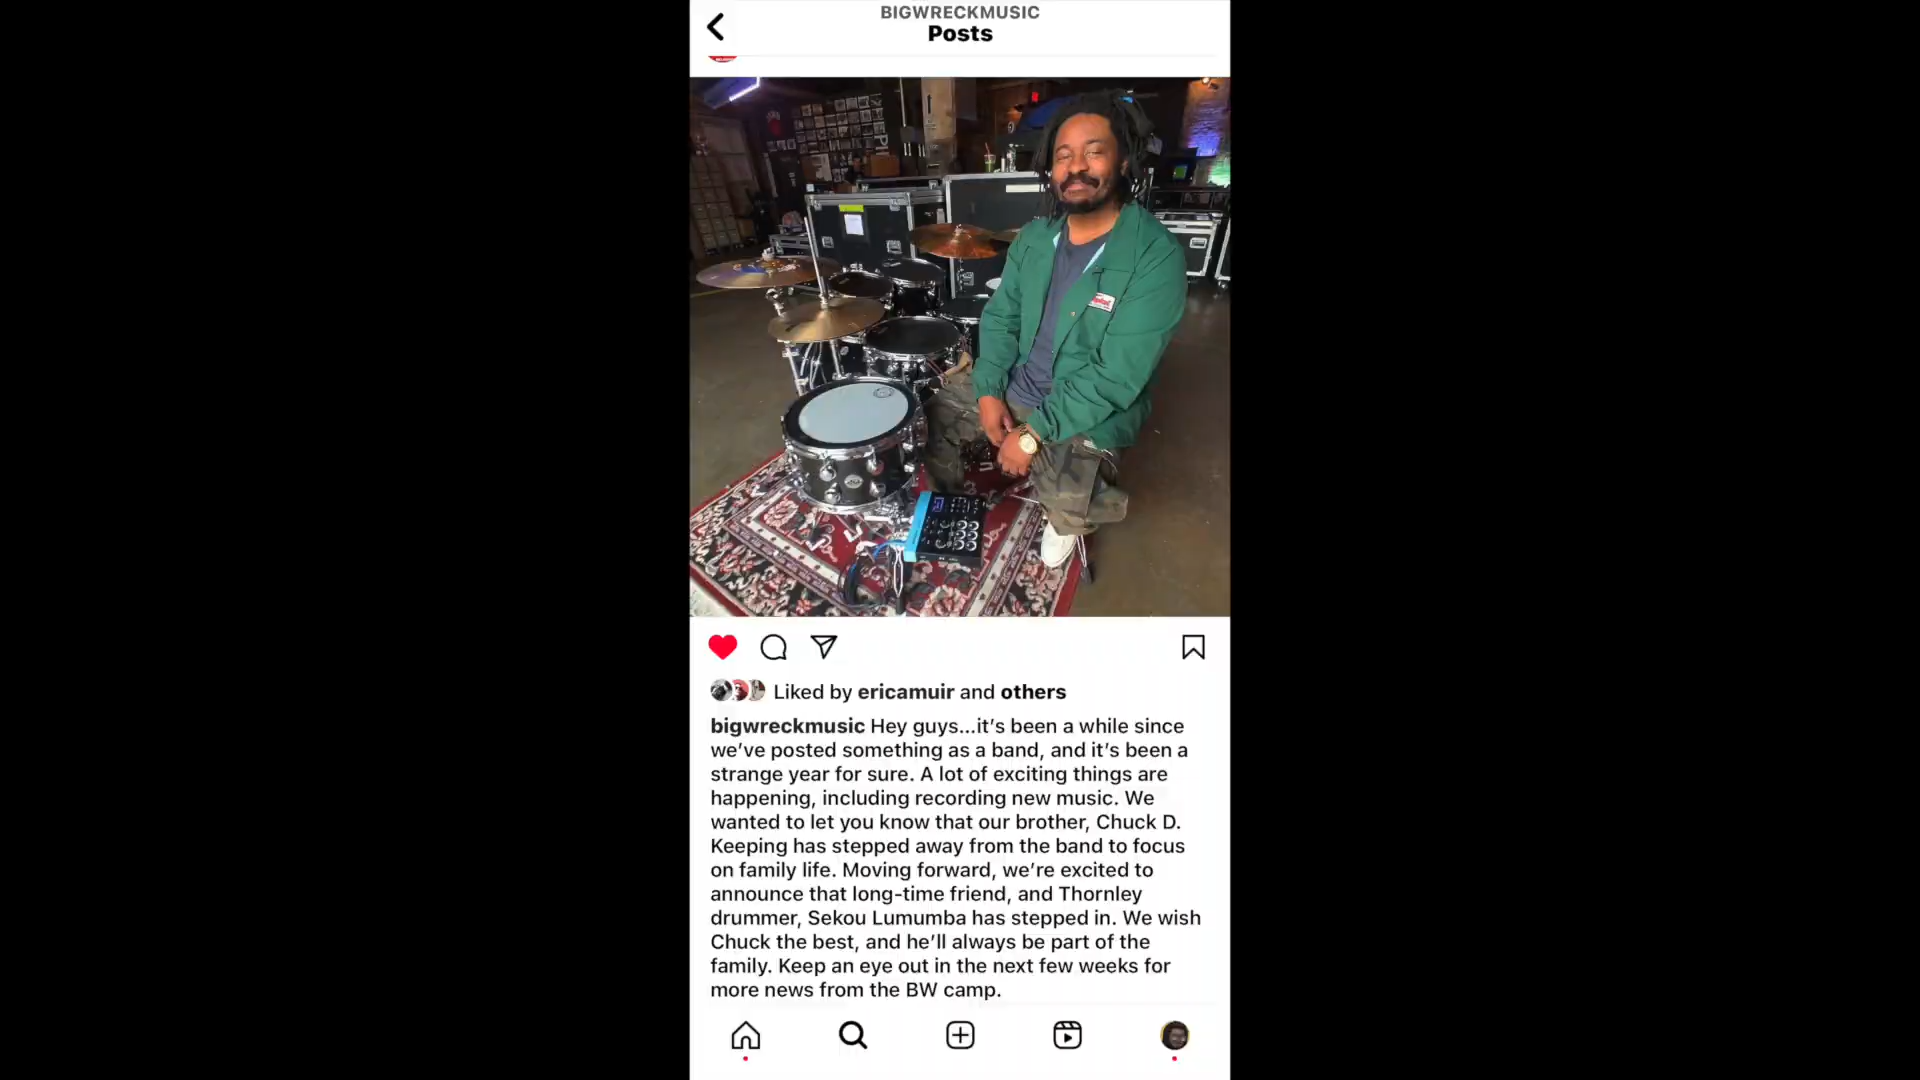 BIGWRECKMUSIC
Posts
Liked by ericamuir and others
bigwreckmusic Hey guys...it's been a while since
we've posted something as a band, and it's been a
strange year for sure. A lot of exciting things are
happening, including recording new music. We
wanted to let you know that our brother, Chuck D.
Keeping has stepped away from the band to focus
on family life. Moving forward, we're excited to
announce that long-time friend, and Thornley
drummer, Sekou Lumumba has stepped in. We wish
Chuck the best, and he'll always be part of the
family. Keep an eye out in the next few weeks for
more news from the BW camp.